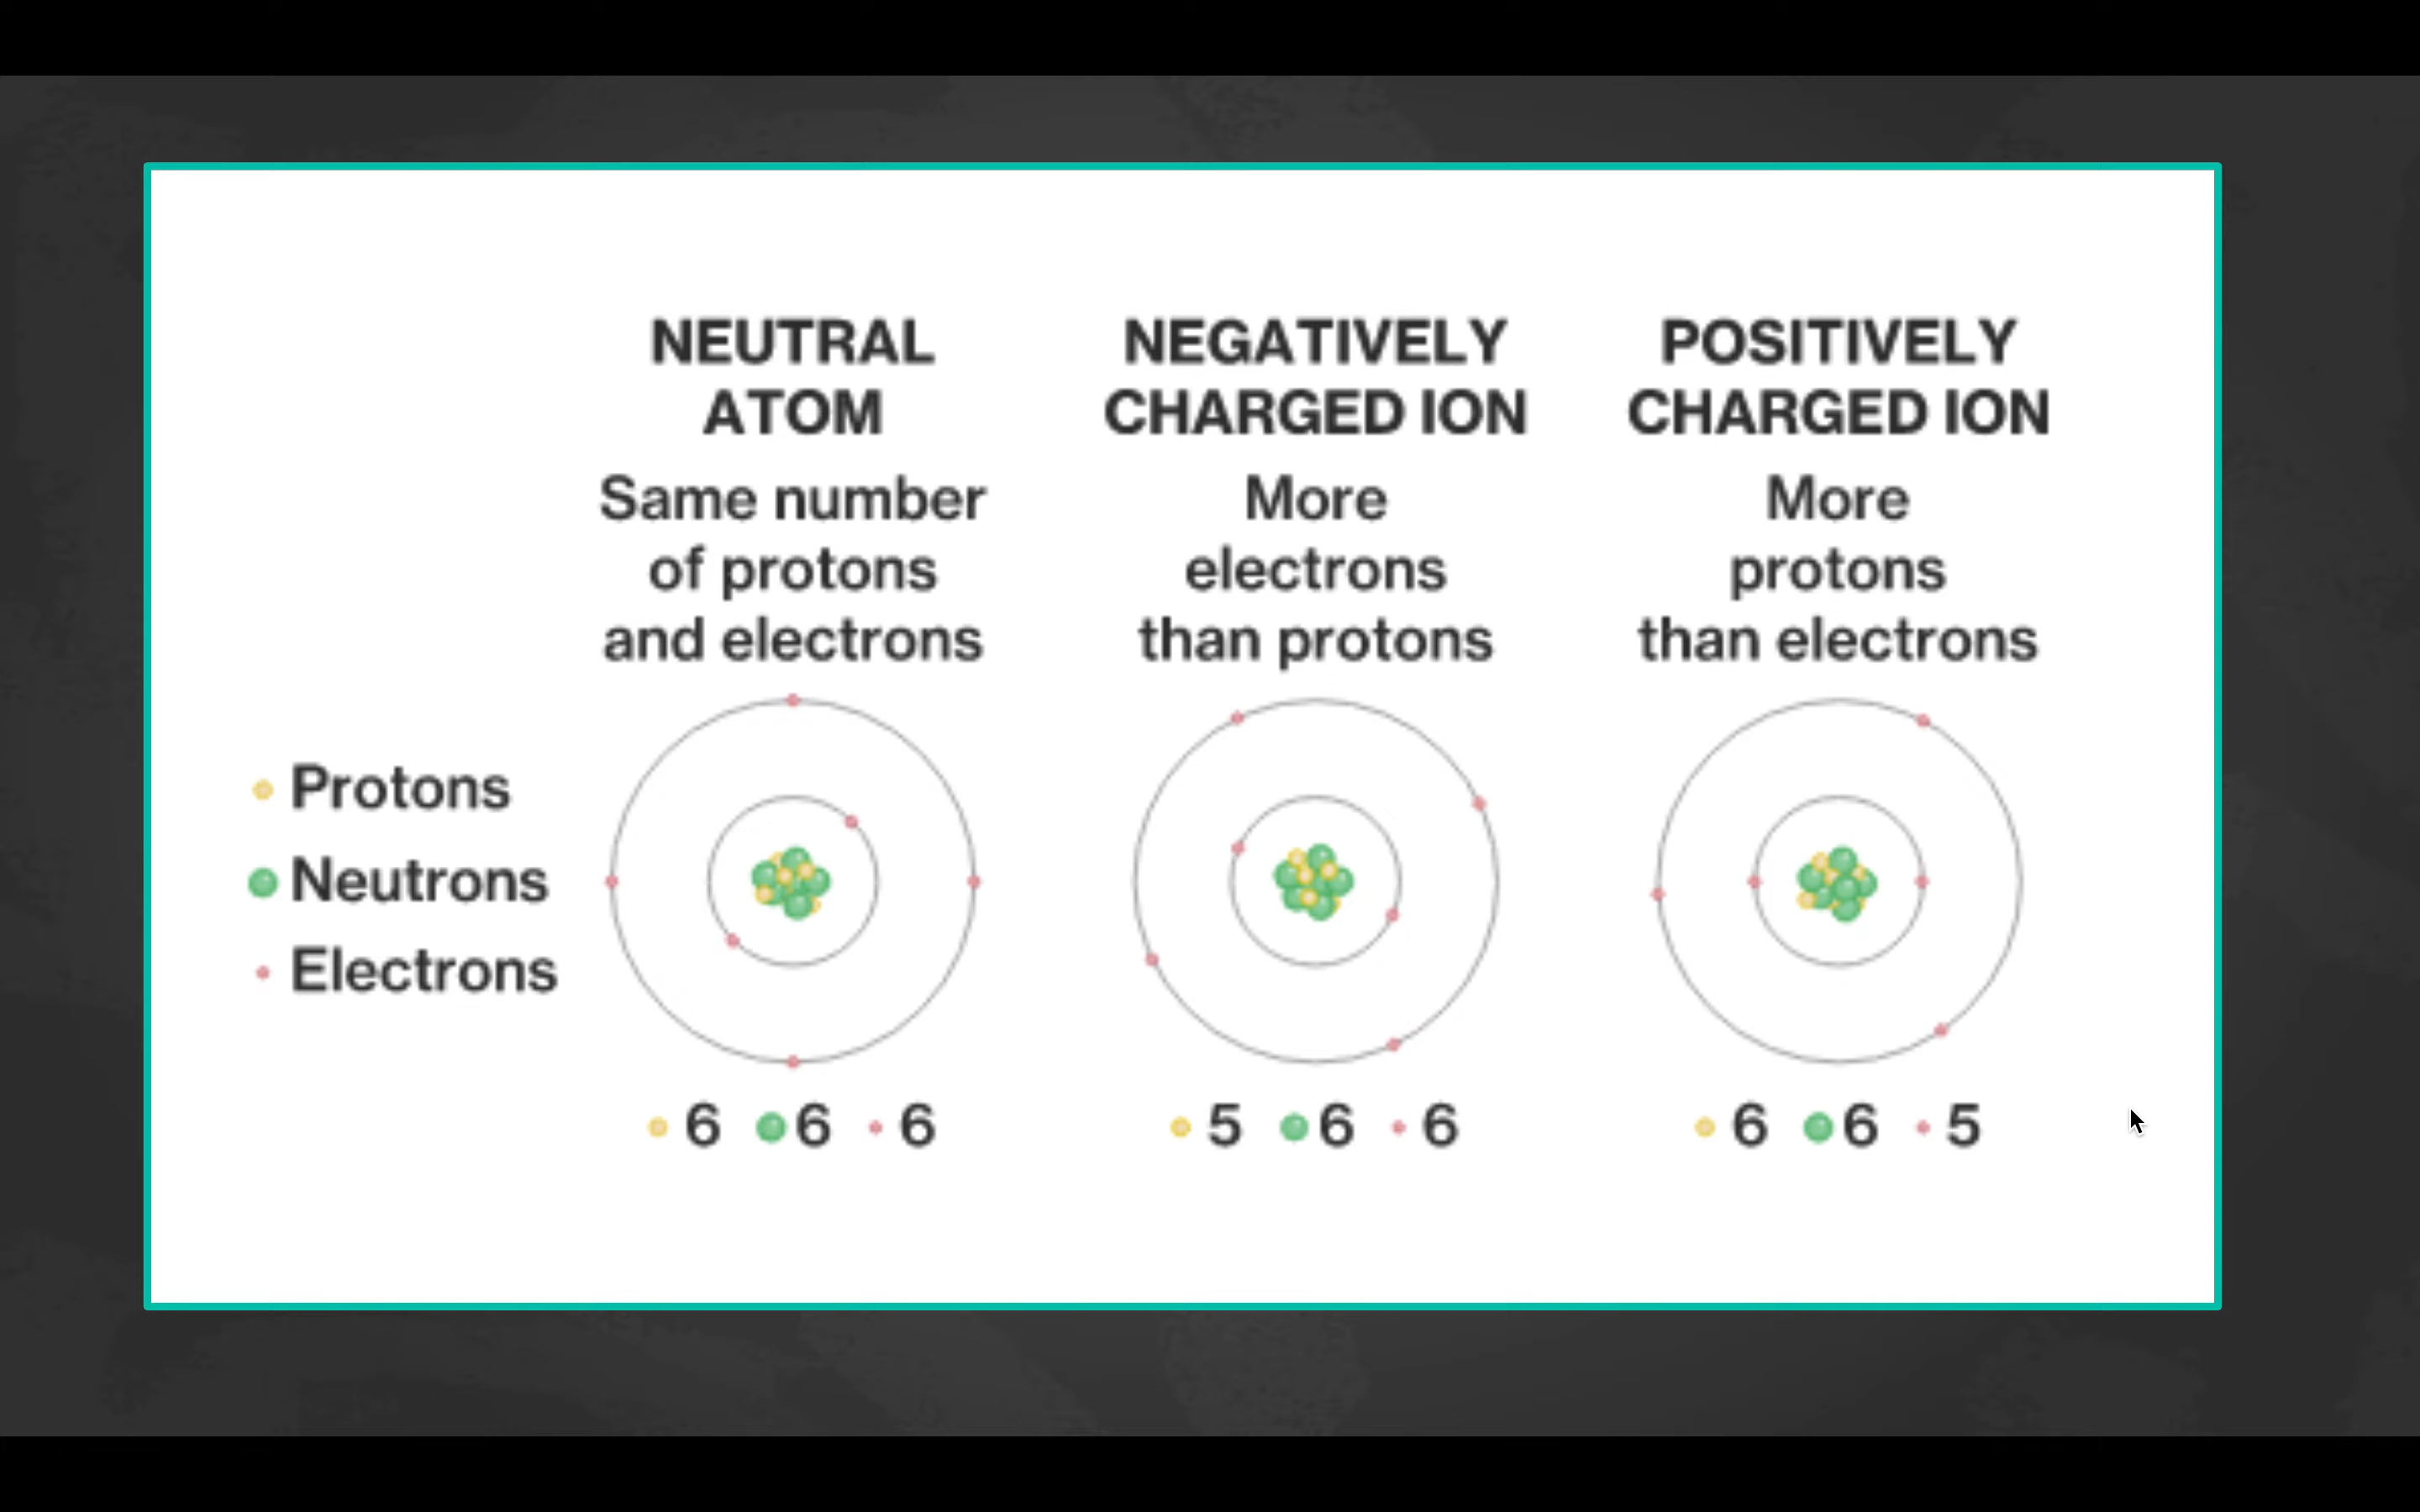 NEUTRAL
ATOM
Same number
of protons
and electrons
NEGATIVELY
CHARGED ION
More
electrons
than protons
POSITIVELY
CHARGED ION
More
protons
than electrons
Protons
Neutrons
Electrons
6 6 6
5 6 6
6 6 5